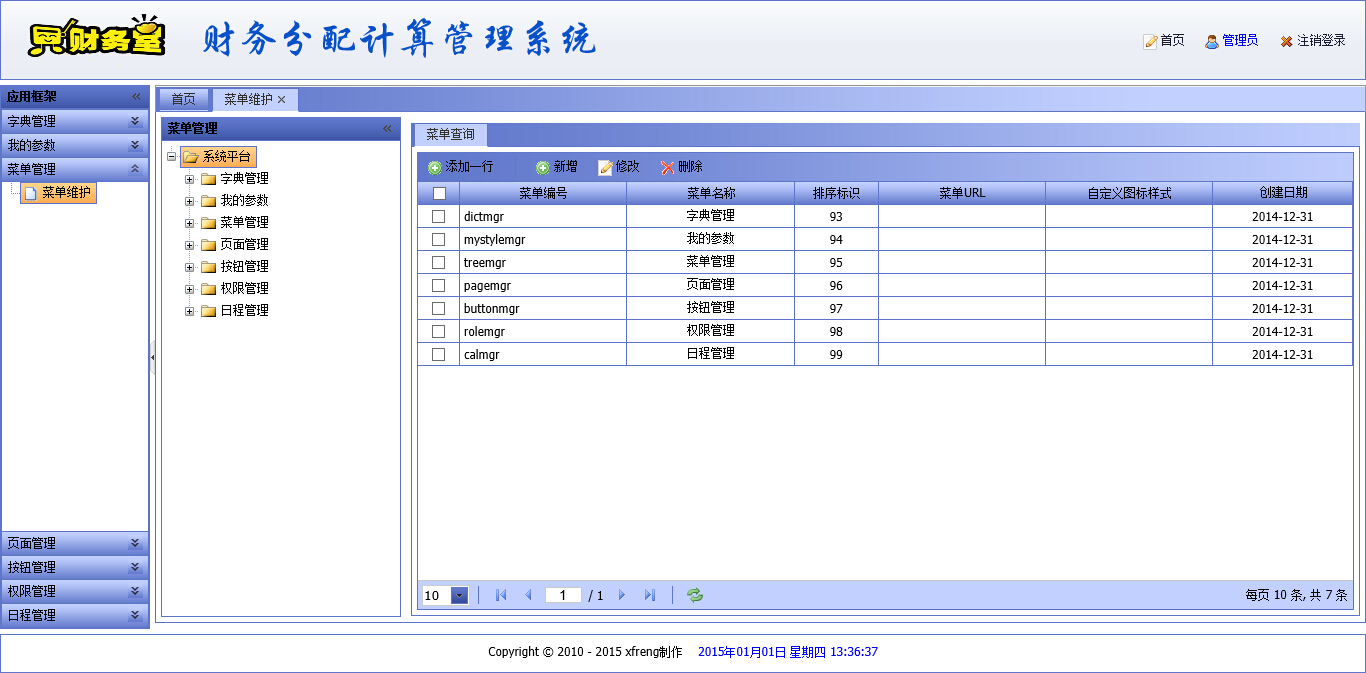 贝财务堂 财务分配计算管理系统
首页 管理员 注销登录
应用框架
字典管理
我的参数
菜单管理
菜单维护
页面管理
按钮管理
权限管理
日程管理
首页 菜单维护
菜单管理
系统平台
字典管理
我的参数
菜单管理
页面管理
按钮管理
权限管理
日程管理
菜单查询
添加一行 新增 修改 删除
菜单编号 菜单名称 排序标识 菜单URL 自定义图标样式 创建日期
dictmgr 字典管理 93 2014-12-31
mystylemgr 我的参数 94 2014-12-31
treemgr 菜单管理 95 2014-12-31
pagemgr 页面管理 96 2014-12-31
buttonmgr 按钮管理 97 2014-12-31
rolemgr 权限管理 98 2014-12-31
calmgr 日程管理 99 2014-12-31
10 1 / 1 每页 10 条, 共 7 条
Copyright © 2010 - 2015 xfreng制作 2015年01月01日 星期四 13:36:37